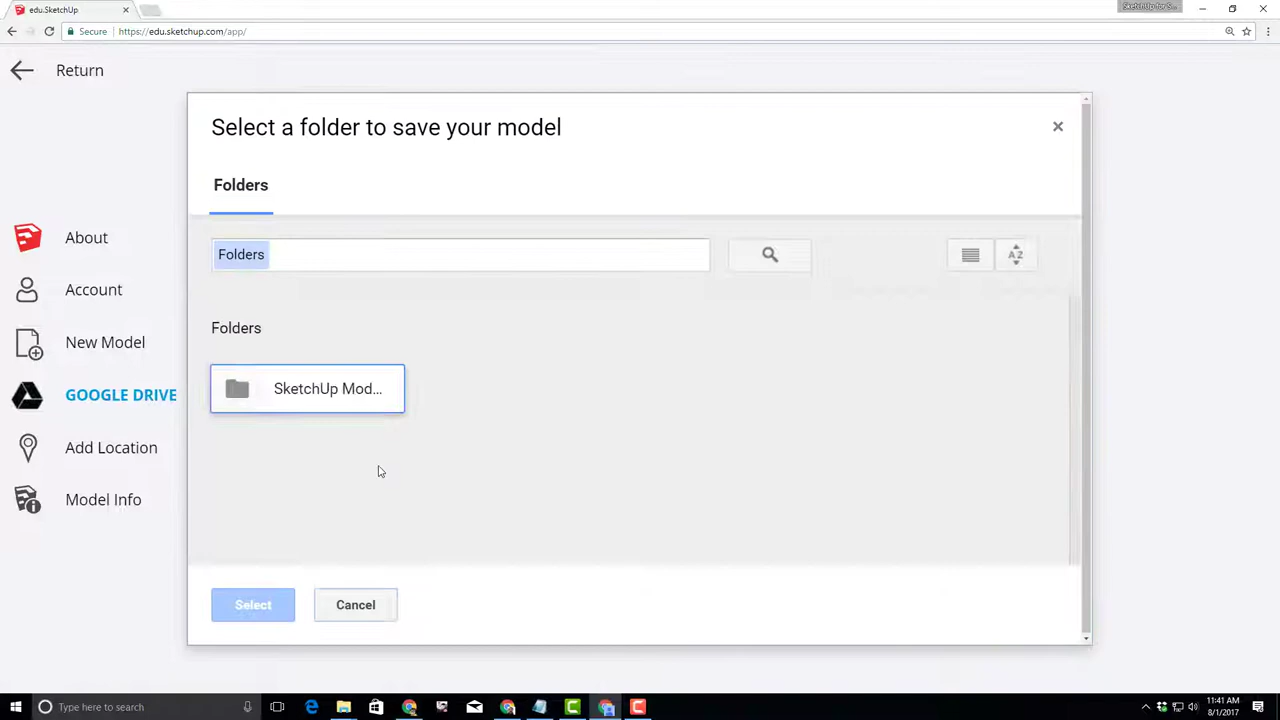 edu.SketchUp
SketchUp for S...
Secure
https://edu.sketchup.com/app/
Return
Select a folder to save your model
Folders
Folders
A Z
About
Account
New Model
GOOGLE DRIVE
Add Location
Model Info
Folders
SketchUp Mod...
Select
Cancel
Type here to search
11:41 AM
8/1/2017